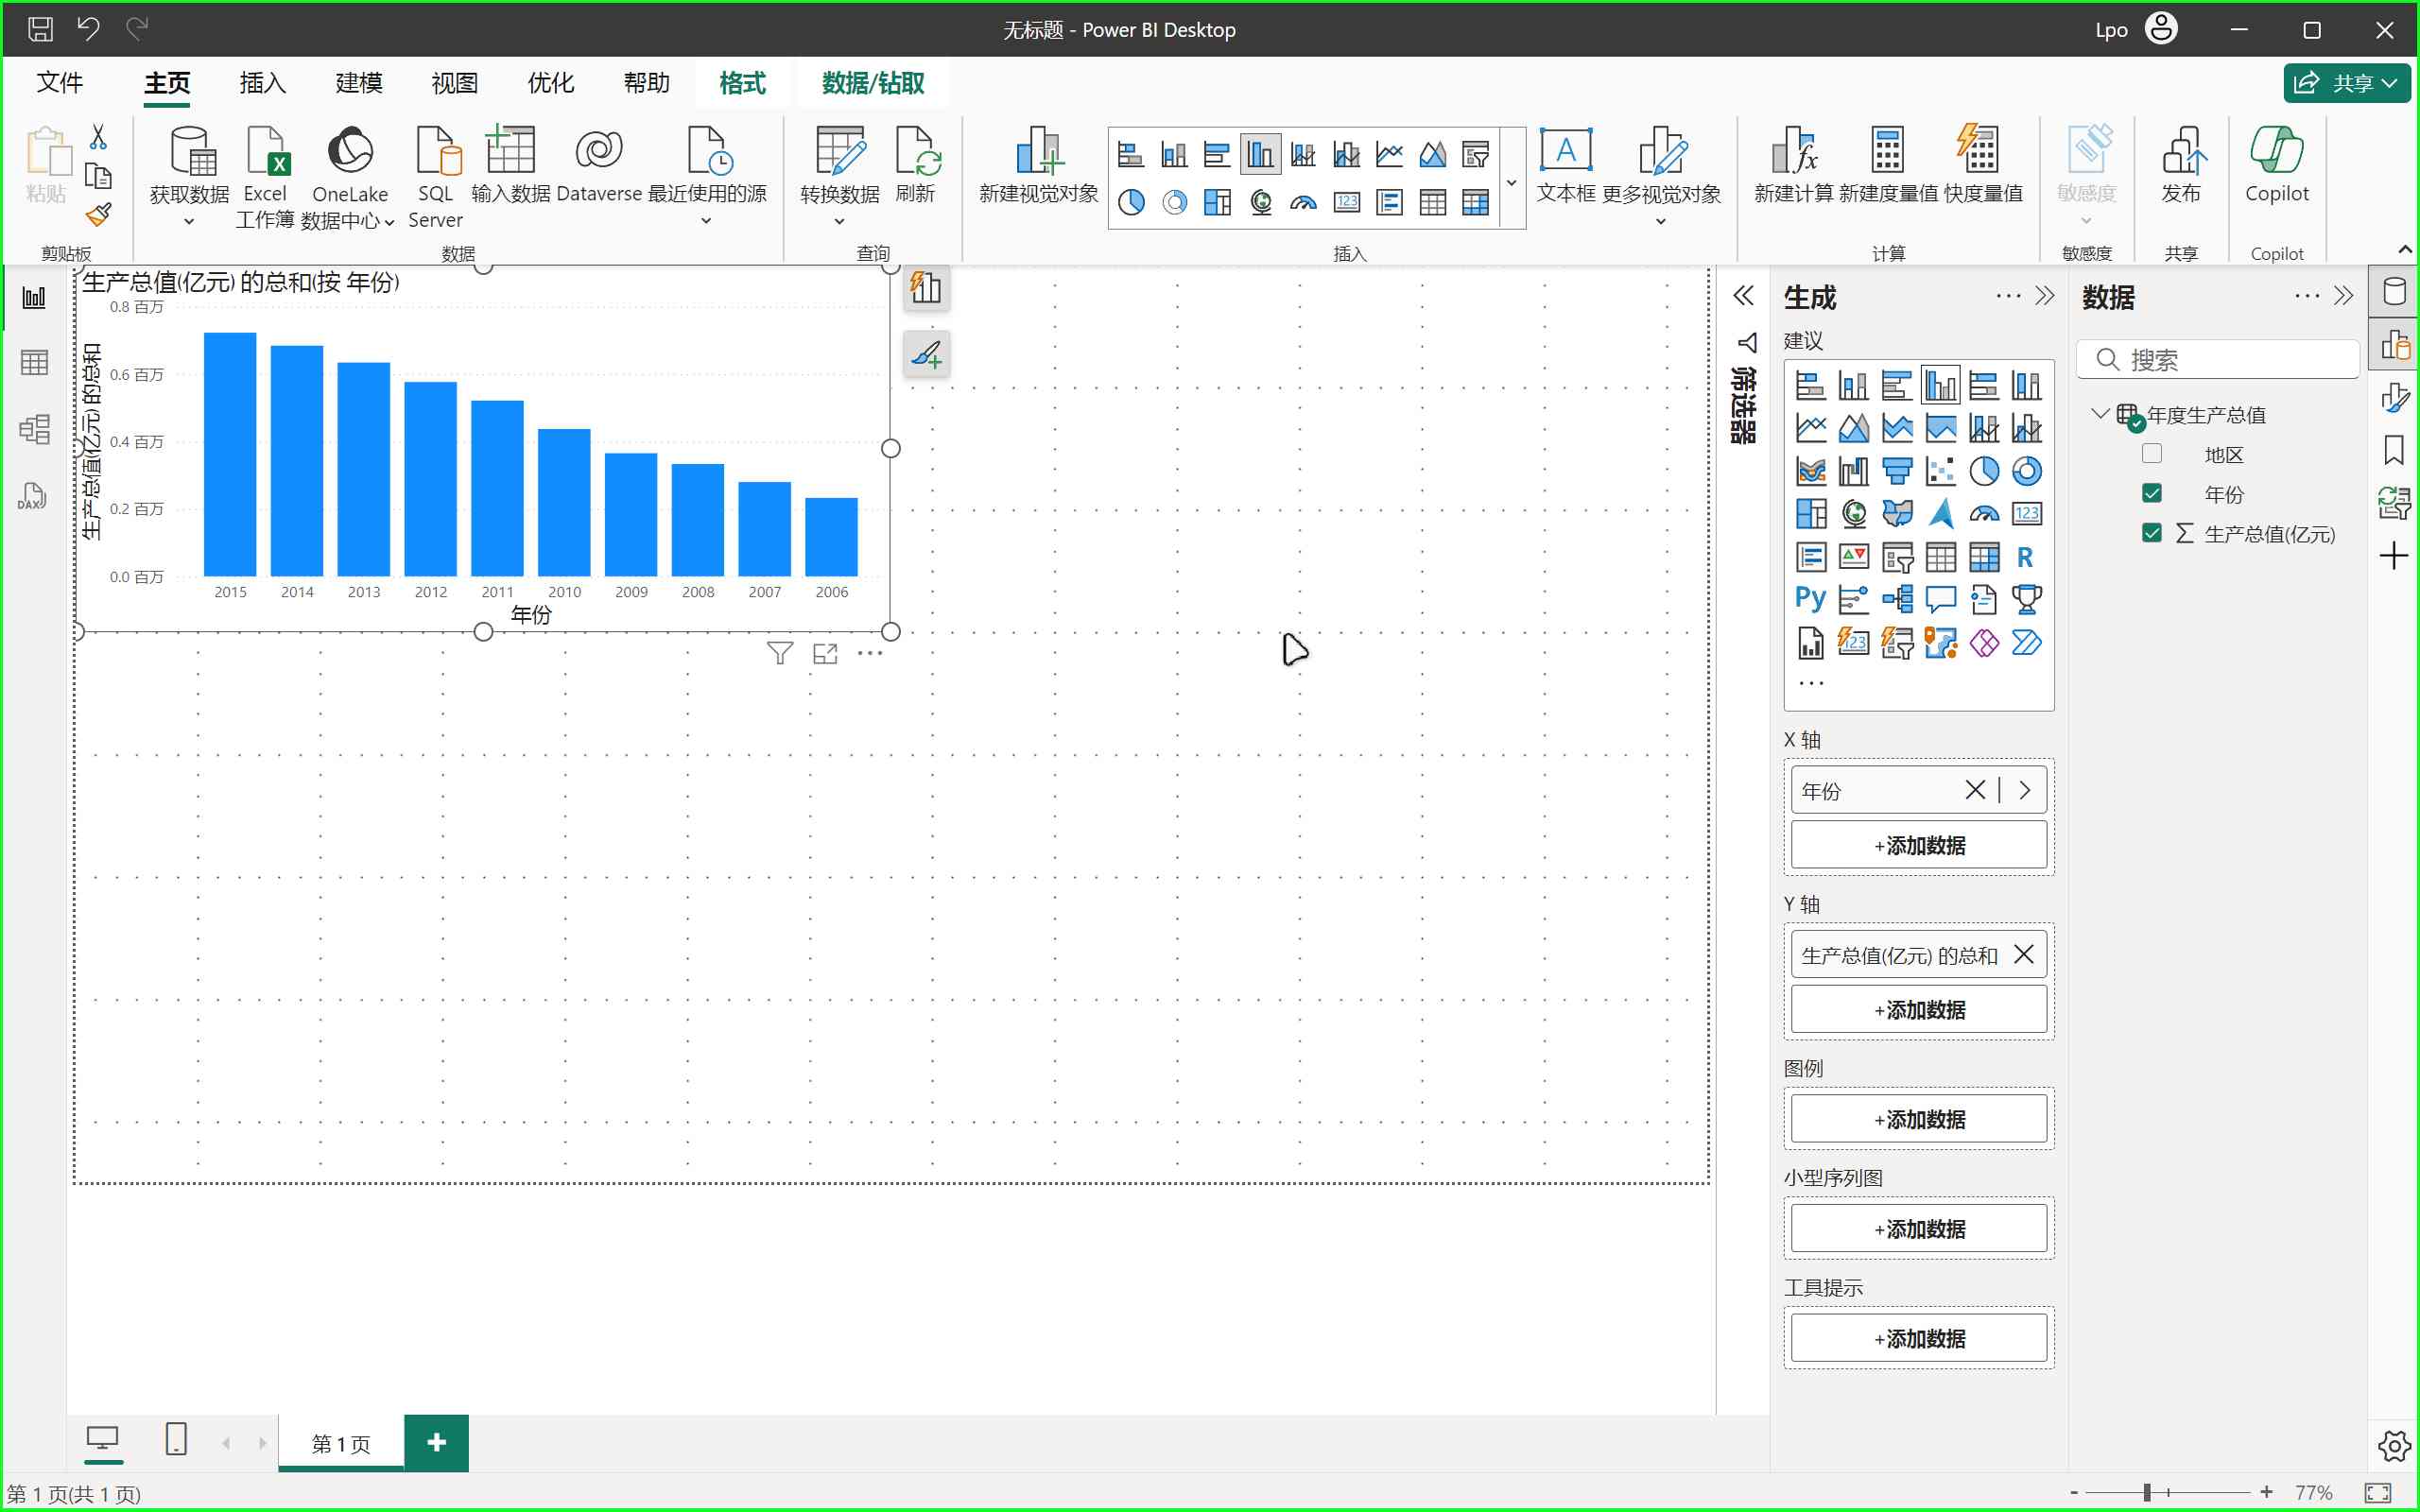 无标题 - Power BI Desktop
Lpo
文件 主页 插入 建模 视图 优化 帮助 格式 数据/钻取
共享
粘贴
剪贴板
获取数据
Excel 工作簿
OneLake 数据中心
SQL Server
输入数据
Dataverse
最近使用的源
数据
转换数据
刷新
查询
新建视觉对象
文本框
更多视觉对象
插入
新建计算
新建度量值
快度量值
计算
敏感度
敏感度
发布
共享
Copilot
Copilot
DAX
生产总值(亿元) 的总和(按 年份)
生产总值(亿元) 的总和
0.8 百万
0.6 百万
0.4 百万
0.2 百万
0.0 百万
2015 2014 2013 2012 2011 2010 2009 2008 2007 2006
年份
筛选器
生成
建议
123
R
Py
123
X 轴
年份
+添加数据
Y 轴
生产总值(亿元) 的总和
+添加数据
图例
+添加数据
小型序列图
+添加数据
工具提示
+添加数据
数据
搜索
年度生产总值
地区
年份
生产总值(亿元)
第 1 页
第 1 页(共 1 页)
77%